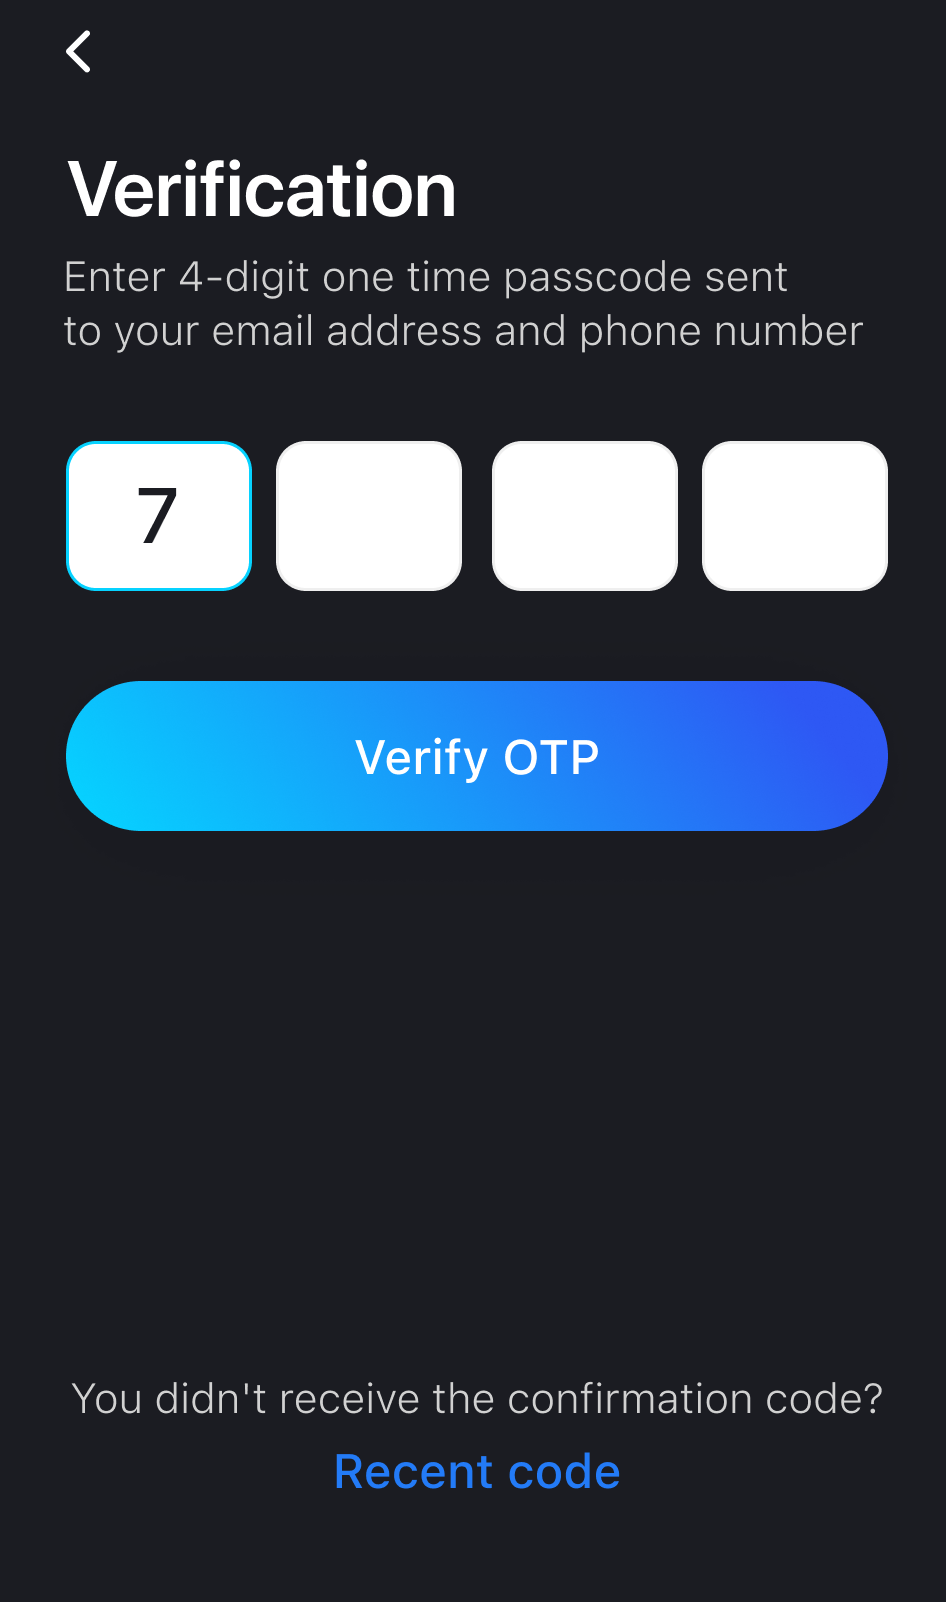 Verification
Enter 4-digit one time passcode sent
to your email address and phone number
7
Verify OTP
You didn't receive the confirmation code?
Recent code